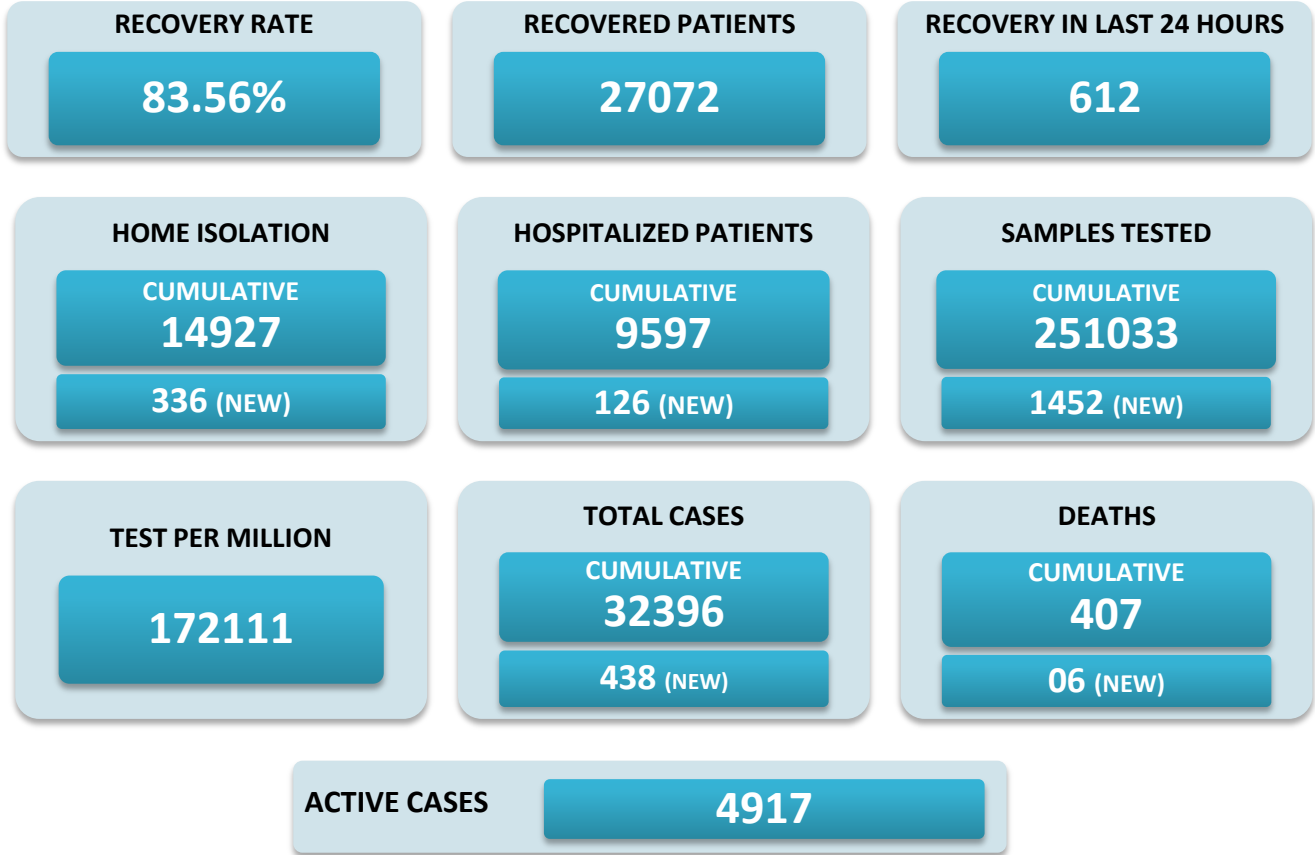 RECOVERY RATE
83.56%
RECOVERED PATIENTS
27072
RECOVERY IN LAST 24 HOURS
612
HOME ISOLATION
CUMULATIVE
14927
336 (NEW)
HOSPITALIZED PATIENTS
CUMULATIVE
9597
126 (NEW)
SAMPLES TESTED
CUMULATIVE
251033
1452 (NEW)
TEST PER MILLION
172111
TOTAL CASES
CUMULATIVE
32396
438 (NEW)
DEATHS
CUMULATIVE
407
06 (NEW)
ACTIVE CASES
4917